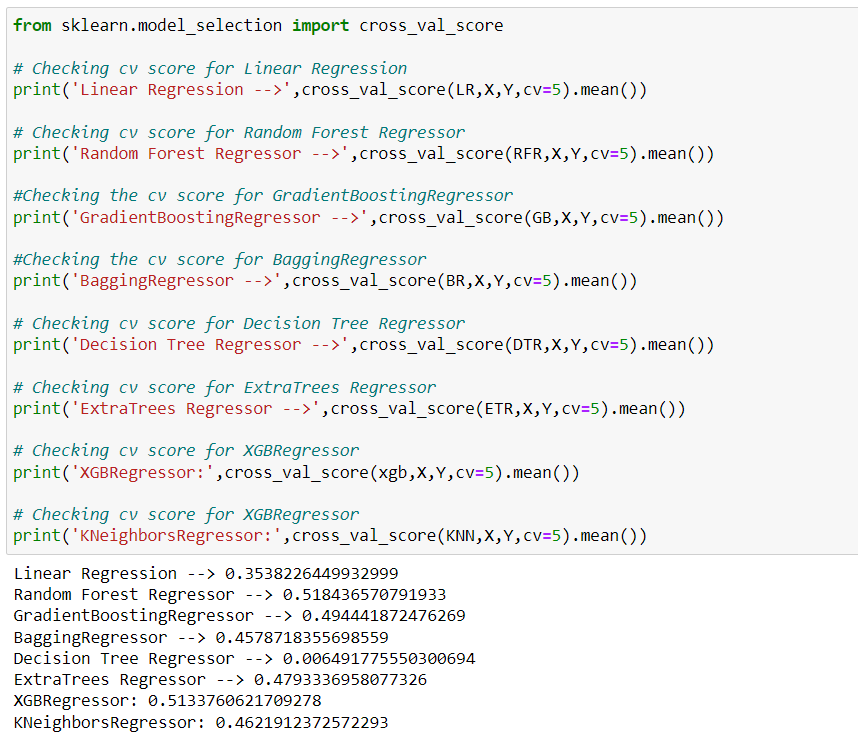 from sklearn.model_selection import cross_val_score
# Checking cv score for Linear Regression
print('Linear Regression -->',cross_val_score(LR,X,Y,cv=5).mean())
# Checking cv score for Random Forest Regressor
print('Random Forest Regressor -->',cross_val_score(RFR,X,Y,cv=5).mean())
#Checking the cv score for GradientBoostingRegressor
print('GradientBoostingRegressor -->',cross_val_score(GB,X,Y,cv=5).mean())
#Checking the cv score for BaggingRegressor
print('BaggingRegressor -->',cross_val_score(BR,X,Y,cv=5).mean())
# Checking cv score for Decision Tree Regressor
print('Decision Tree Regressor -->',cross_val_score(DTR,X,Y,cv=5).mean())
# Checking cv score for ExtraTrees Regressor
print('ExtraTrees Regressor -->',cross_val_score(ETR,X,Y,cv=5).mean())
# Checking cv score for XGBRegressor
print('XGBRegressor:',cross_val_score(xgb,X,Y,cv=5).mean())
# Checking cv score for XGBRegressor
print('KNeighborsRegressor:',cross_val_score(KNN,X,Y,cv=5).mean())
Linear Regression --> 0.3538226449932999
Random Forest Regressor --> 0.518436570791933
GradientBoostingRegressor --> 0.494441872476269
BaggingRegressor --> 0.4578718355698559
Decision Tree Regressor --> 0.006491775550300694
ExtraTrees Regressor --> 0.4793336958077326
XGBRegressor: 0.5133760621709278
KNeighborsRegressor: 0.4621912372572293